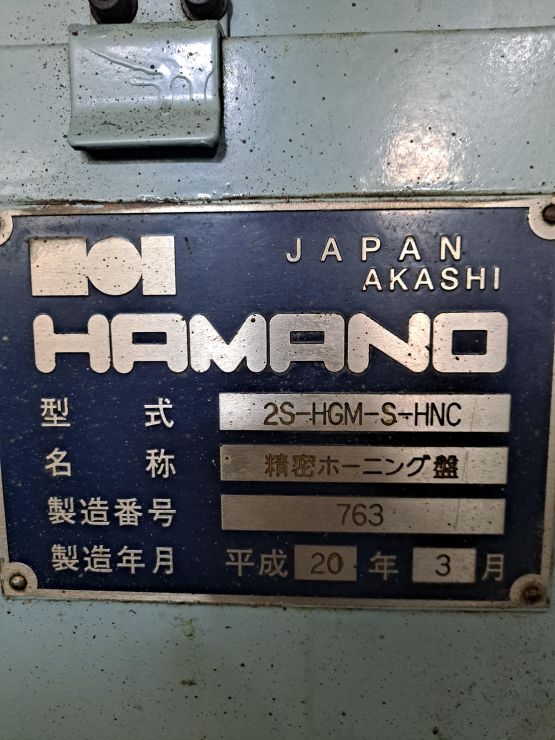 JAPAN
AKASHI
HAMANO
型式 2S-HGM-S-HNC
名称 精密ホーニング盤
製造番号 763
製造年月 平成 20 年 3 月